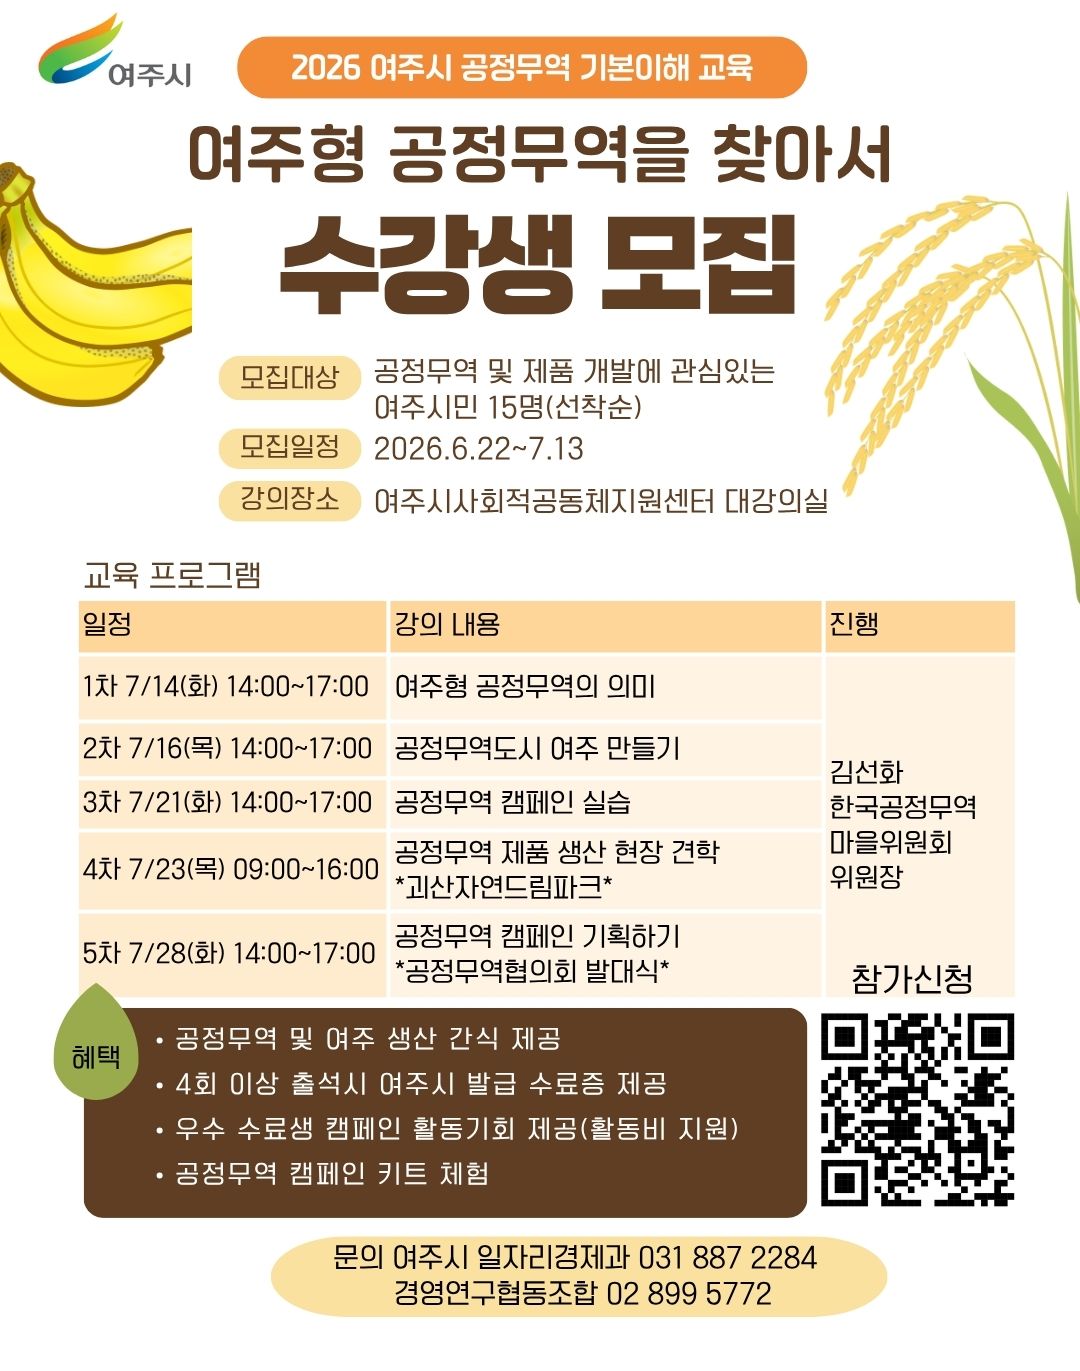 여주시
2026 여주시 공정무역 기본이해 교육
여주형 공정무역을 찾아서
수강생 모집
모집대상 공정무역 및 제품 개발에 관심있는
여주시민 15명(선착순)
모집일정 2026.6.22~7.13
강의장소 여주시사회적공동체지원센터 대강의실
교육 프로그램
일정 강의 내용 진행
1차 7/14(화) 14:00~17:00 여주형 공정무역의 의미
2차 7/16(목) 14:00~17:00 공정무역도시 여주 만들기
3차 7/21(화) 14:00~17:00 공정무역 캠페인 실습
4차 7/23(목) 09:00~16:00 공정무역 제품 생산 현장 견학
*괴산자연드림파크*
5차 7/28(화) 14:00~17:00 공정무역 캠페인 기획하기
*공정무역협의회 발대식*
김선화
한국공정무역
마을위원회
위원장
참가신청
혜택
• 공정무역 및 여주 생산 간식 제공
• 4회 이상 출석시 여주시 발급 수료증 제공
• 우수 수료생 캠페인 활동기회 제공(활동비 지원)
• 공정무역 캠페인 키트 체험
문의 여주시 일자리경제과 031 887 2284
경영연구협동조합 02 899 5772